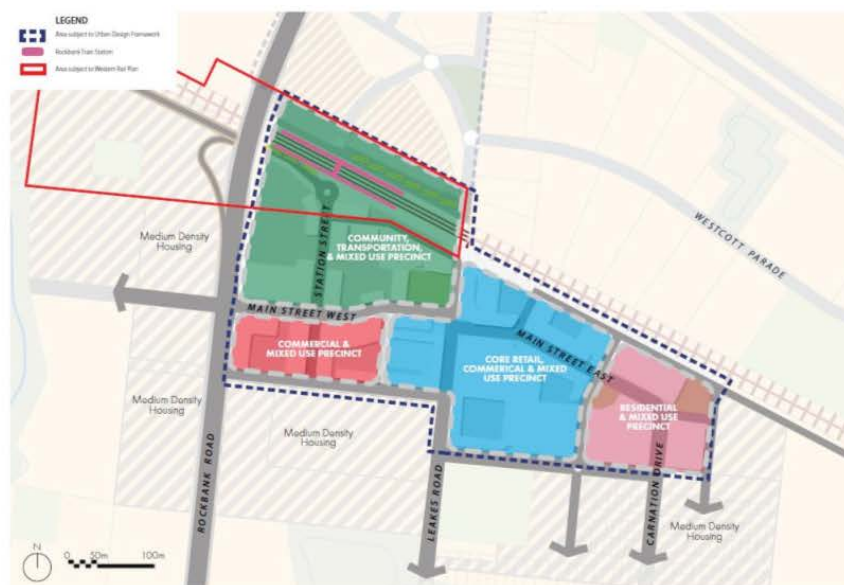 LEGEND
Area subject to Urban Design Framework
Rockbank Train Station
Area subject to Western Rail Plan
WESTCOTT PARADE
Medium Density
Housing
STATION STREET
COMMUNITY,
TRANSPORTATION,
& MIXED USE PRECINCT
MAIN STREET WEST
COMMERCIAL &
MIXED USE PRECINCT
MAIN STREET EAST
CORE RETAIL,
COMMERICAL & MIXED
USE PRECINCT
RESIDENTIAL
& MIXED USE
PRECINCT
Medium Density
Housing
Medium Density
Housing
ROCKBANK ROAD
LEAKES ROAD
CARNATION DRIVE
Medium Density
Housing
N
0 50m 100m